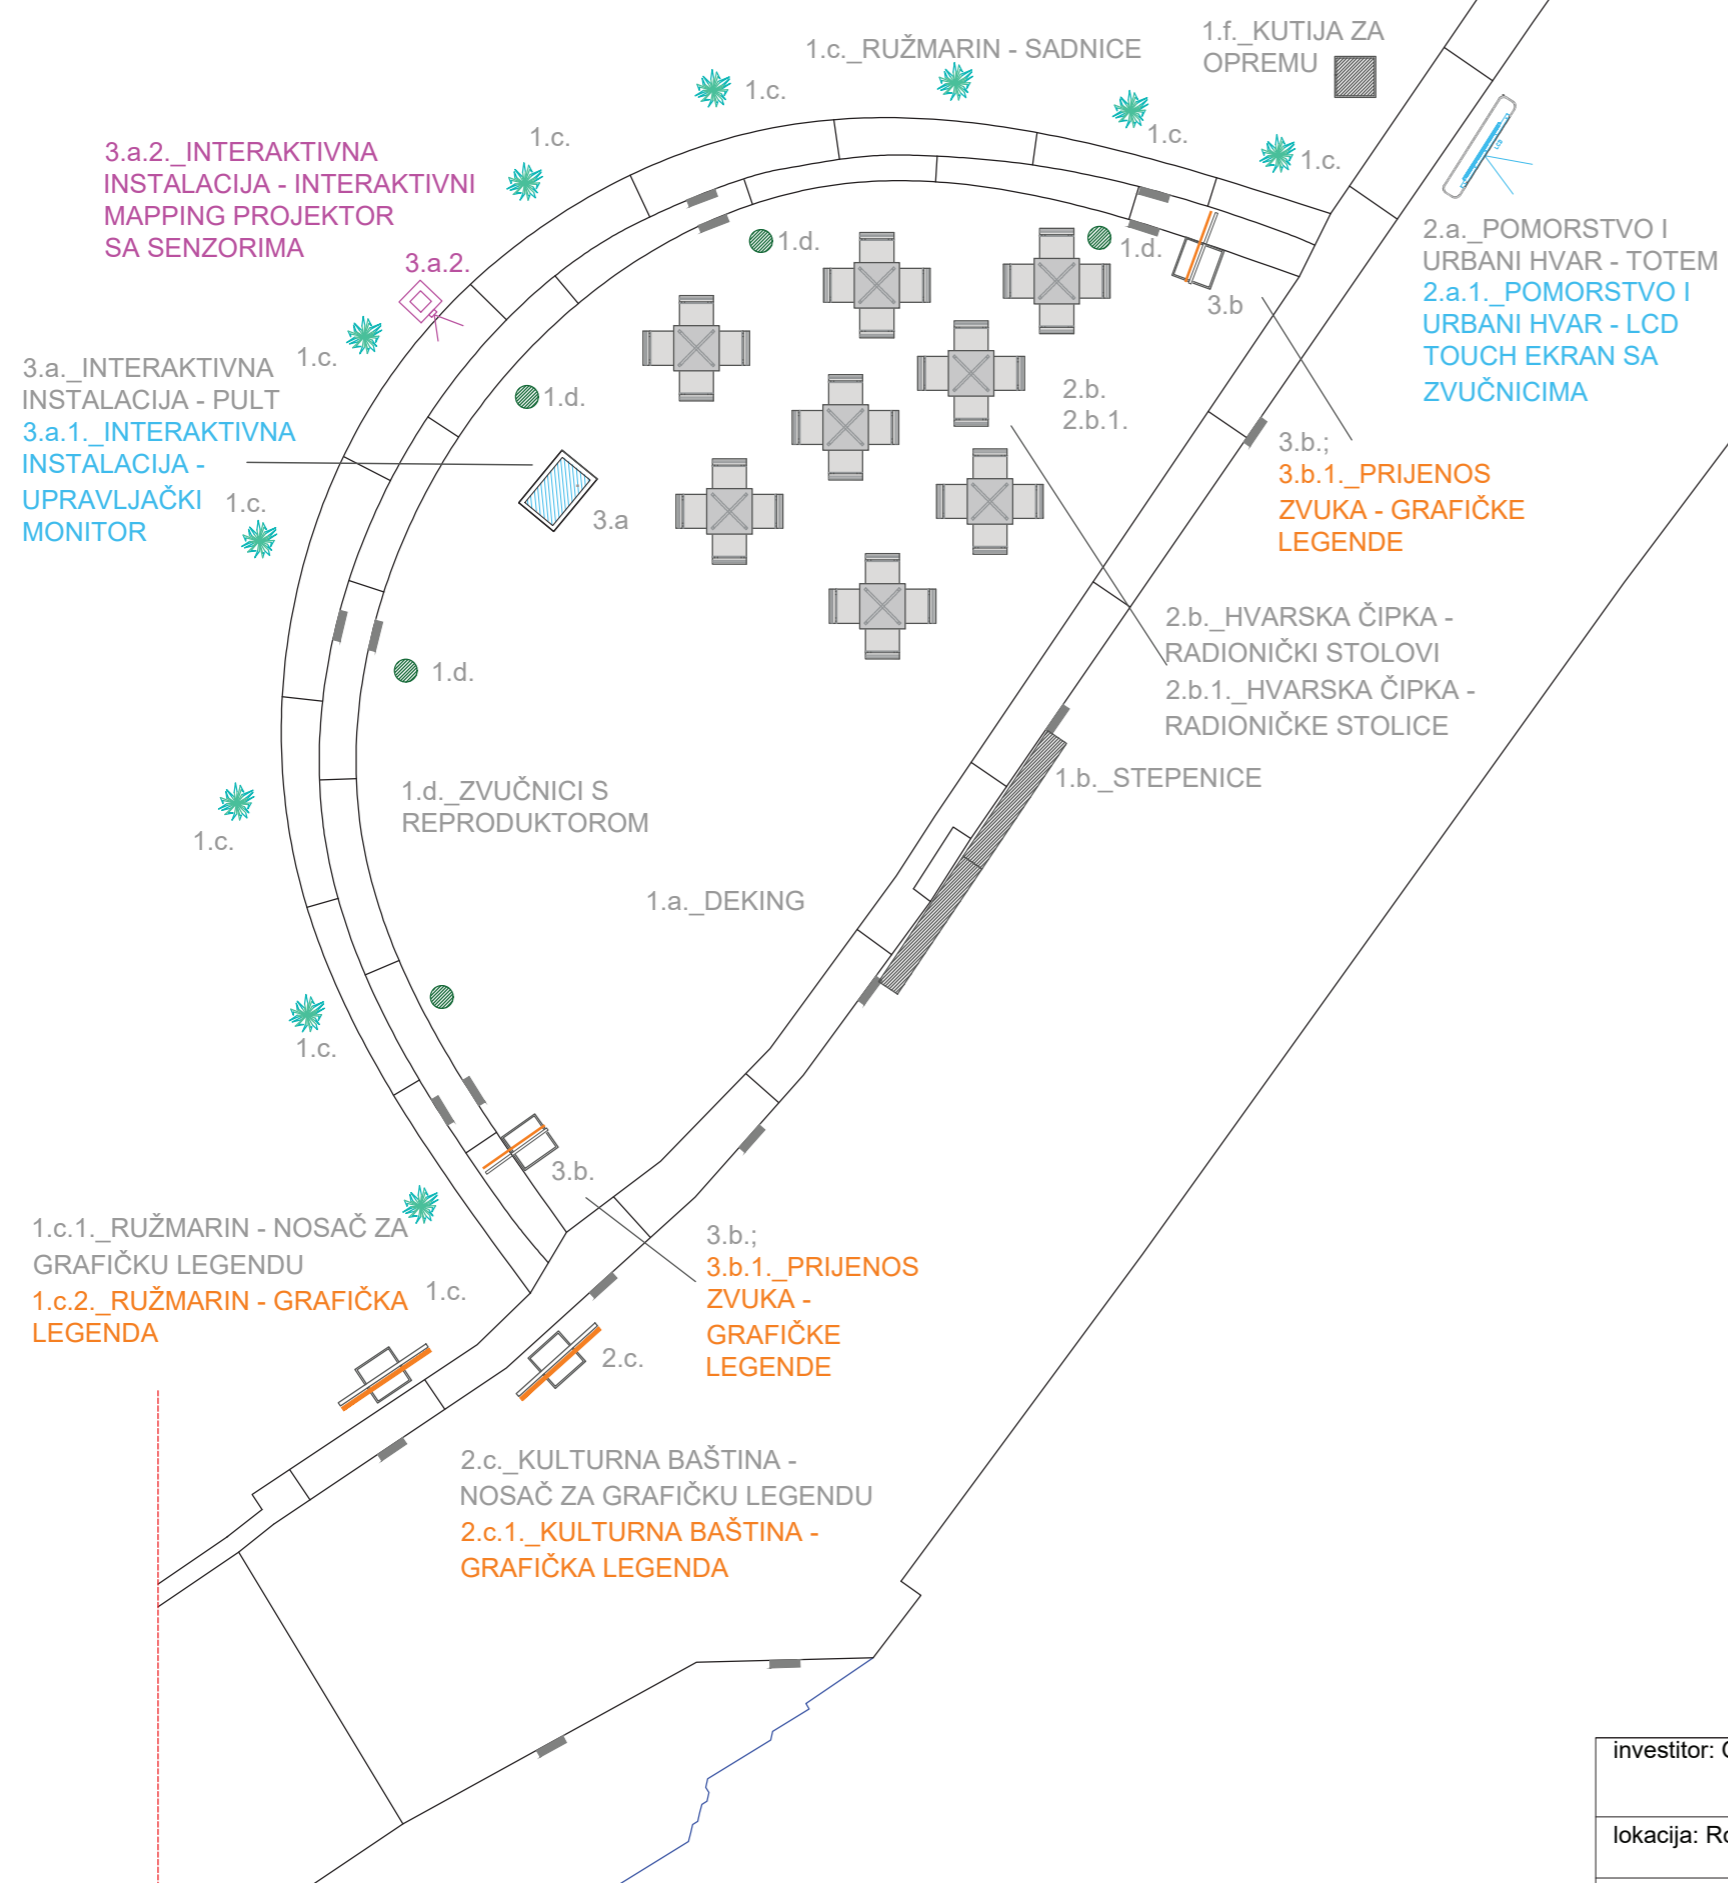 1.c._RUŽMARIN - SADNICE
1.f._KUTIJA ZA
OPREMU
1.c.
1.c.
1.c.
1.c.
3.a.2._INTERAKTIVNA
INSTALACIJA - INTERAKTIVNI
MAPPING PROJEKTOR
SA SENZORIMA
3.a.2.
1.d.
1.d.
3.b
2.a._POMORSTVO I
URBANI HVAR - TOTEM
2.a.1._POMORSTVO I
URBANI HVAR - LCD
TOUCH EKRAN SA
ZVUČNICIMA
1.c.
3.a._INTERAKTIVNA
INSTALACIJA - PULT
3.a.1._INTERAKTIVNA
INSTALACIJA -
UPRAVLJAČKI
MONITOR
1.c.
1.d.
3.a
2.b.
2.b.1.
3.b.;
3.b.1._PRIJENOS
ZVUKA - GRAFIČKE
LEGENDE
2.b._HVARSKA ČIPKA -
RADIONIČKI STOLOVI
2.b.1._HVARSKA ČIPKA -
RADIONIČKE STOLICE
1.d.
1.b._STEPENICE
1.d._ZVUČNICI S
REPRODUKTOROM
1.c.
1.a._DEKING
1.c.
3.b.
1.c.1._RUŽMARIN - NOSAČ ZA
GRAFIČKU LEGENDU
1.c.2._RUŽMARIN - GRAFIČKA
LEGENDA
1.c.
3.b.;
3.b.1._PRIJENOS
ZVUKA -
GRAFIČKE
LEGENDE
2.c.
2.c._KULTURNA BAŠTINA -
NOSAČ ZA GRAFIČKU LEGENDU
2.c.1._KULTURNA BAŠTINA -
GRAFIČKA LEGENDA
investitor:
lokacija: